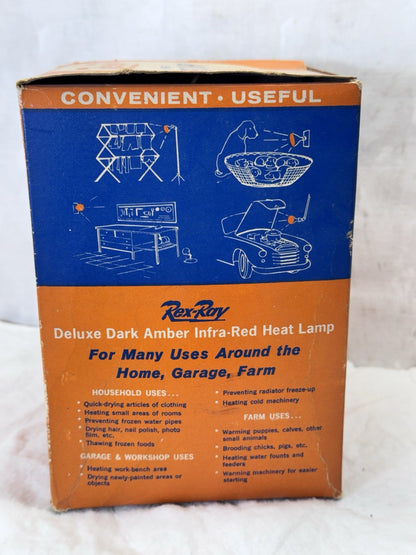 CONVENIENT • USEFUL
Rex-Ray
Deluxe Dark Amber Infra-Red Heat Lamp
For Many Uses Around the
Home, Garage, Farm
HOUSEHOLD USES...
• Quick-drying articles of clothing
• Heating small areas of rooms
• Preventing frozen water pipes
• Drying hair, nail polish, photo
film, etc.
• Thawing frozen foods
GARAGE & WORKSHOP USES
• Heating work-bench area
• Drying newly-painted areas or
objects
• Preventing radiator freeze-up
• Heating cold machinery
FARM USES...
• Warming puppies, calves, other
small animals
• Brooding chicks, pigs, etc.
• Heating water founts and
feeders
• Warming machinery for easier
starting